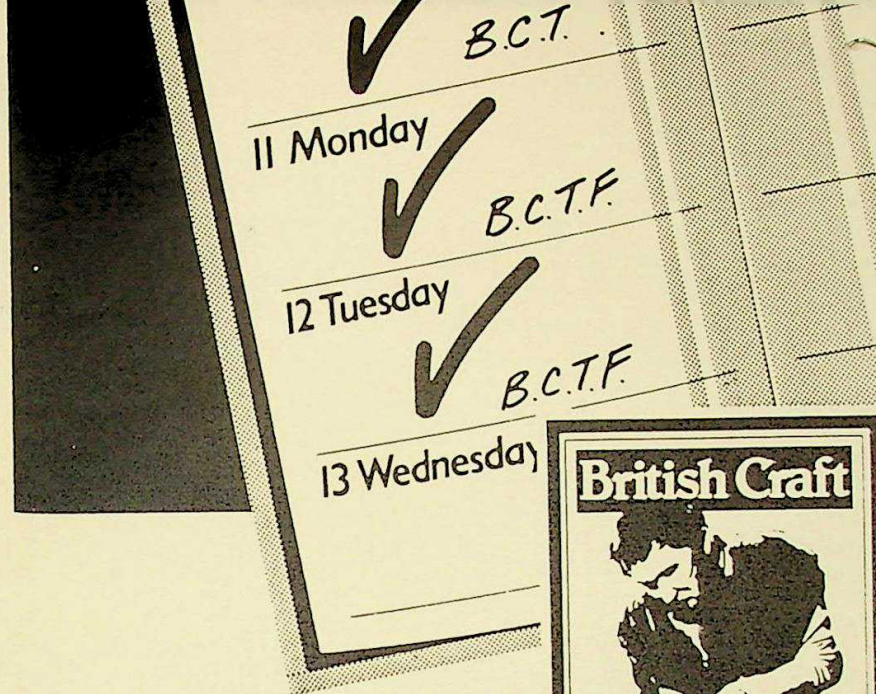 B.C.T.
11 Monday
B.C.T.F.
12 Tuesday
B.C.T.F.
13 Wednesday
British Craft